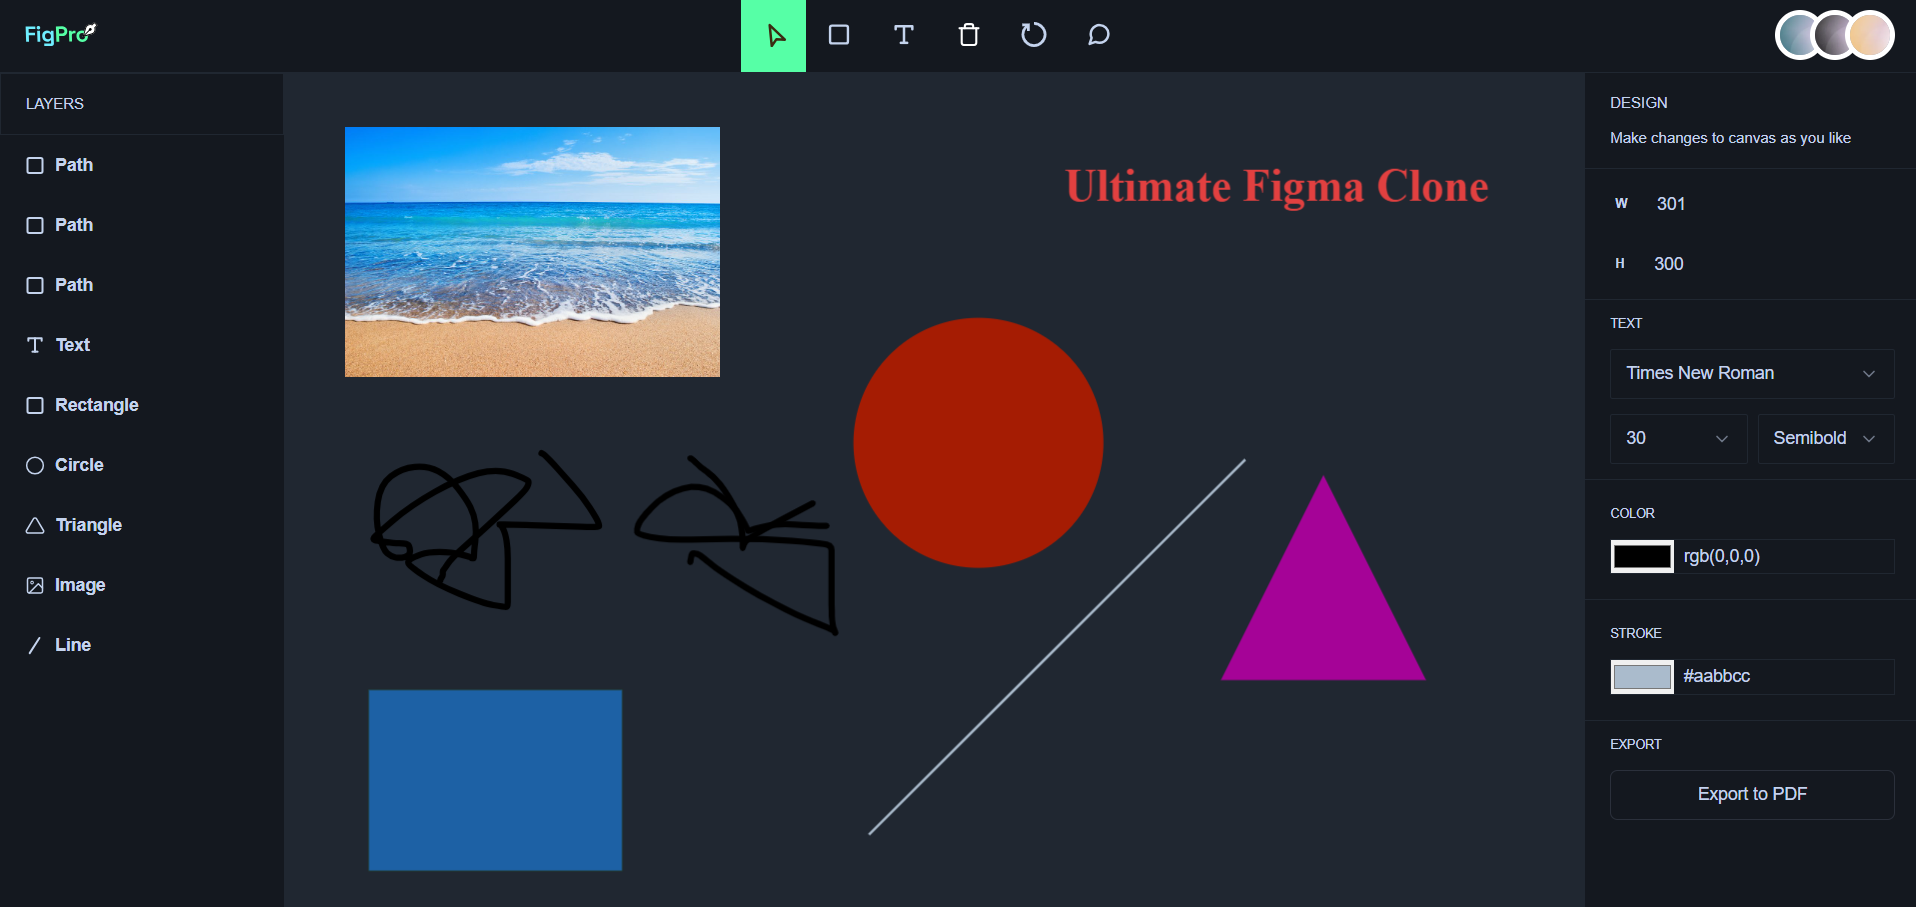 FigPro
LAYERS
Path
Path
Path
Text
Rectangle
Circle
Triangle
Image
Line
Ultimate Figma Clone
DESIGN
Make changes to canvas as you like
W 301
H 300
TEXT
Times New Roman
30 Semibold
COLOR
rgb(0,0,0)
STROKE
#aabbcc
EXPORT
Export to PDF